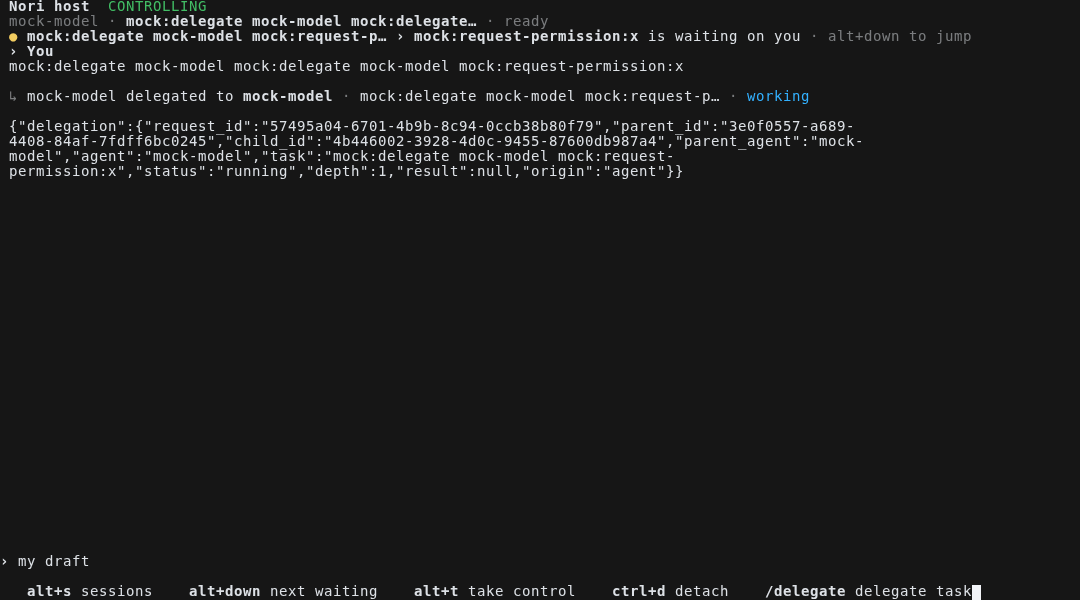 Nori host  CONTROLLING
mock-model · mock:delegate mock-model mock:delegate… · ready
● mock:delegate mock-model mock:request-p… › mock:request-permission:x is waiting on you · alt+down to jump
› You
mock:delegate mock-model mock:delegate mock-model mock:request-permission:x
↳ mock-model delegated to mock-model · mock:delegate mock-model mock:request-p… · working
{"delegation":{"request_id":"57495a04-6701-4b9b-8c94-0ccb38b80f79","parent_id":"3e0f0557-a689-
4408-84af-7fdff6bc0245","child_id":"4b446002-3928-4d0c-9455-87600db987a4","parent_agent":"mock-
model","agent":"mock-model","task":"mock:delegate mock-model mock:request-
permission:x","status":"running","depth":1,"result":null,"origin":"agent"}}
› my draft
alt+s sessions    alt+down next waiting    alt+t take control    ctrl+d detach    /delegate delegate task